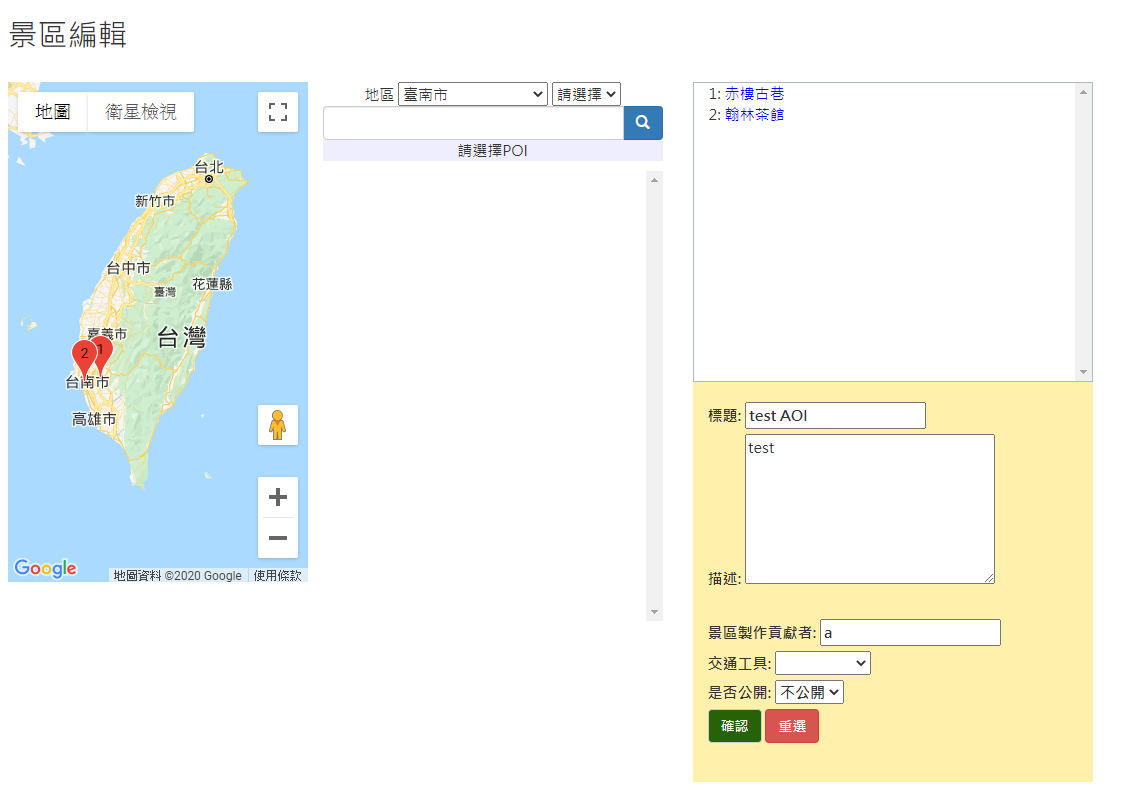 景區編輯
地圖
衛星檢視
台北
新竹市
台中市
花蓮縣
臺灣
嘉義市
台灣
2
1
台南市
高雄市
Google
地圖資料 ©2020 Google
使用條款
地區 臺南市 請選擇
請選擇POI
1: 赤樓古巷
2: 翰林茶館
標題: test AOI
test
描述:
景區製作貢獻者: a
交通工具:
是否公開: 不公開
確認 重選